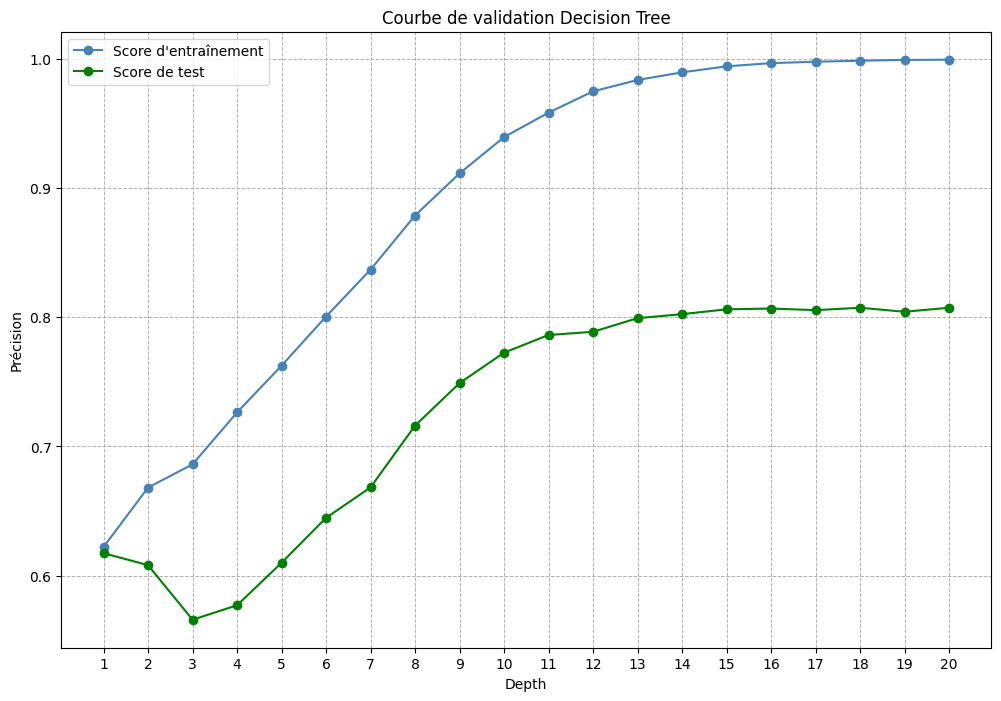 Courbe de validation Decision Tree
Score d'entraînement
Score de test
1.0
0.9
0.8
0.7
0.6
Précision
1 2 3 4 5 6 7 8 9 10 11 12 13 14 15 16 17 18 19 20
Depth